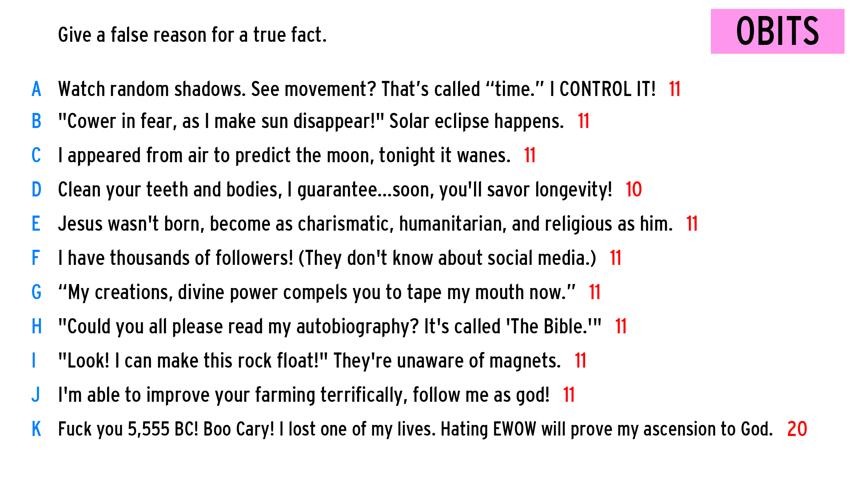 Give a false reason for a true fact.
OBITS
A Watch random shadows. See movement? That’s called “time.” I CONTROL IT! 11
B "Cower in fear, as I make sun disappear!" Solar eclipse happens. 11
C I appeared from air to predict the moon, tonight it wanes. 11
D Clean your teeth and bodies, I guarantee...soon, you'll savor longevity! 10
E Jesus wasn't born, become as charismatic, humanitarian, and religious as him. 11
F I have thousands of followers! (They don't know about social media.) 11
G “My creations, divine power compels you to tape my mouth now.” 11
H "Could you all please read my autobiography? It's called 'The Bible.'" 11
I "Look! I can make this rock float!" They're unaware of magnets. 11
J I'm able to improve your farming terrifically, follow me as god! 11
K Fuck you 5,555 BC! Boo Cary! I lost one of my lives. Hating EWOW will prove my ascension to God. 20